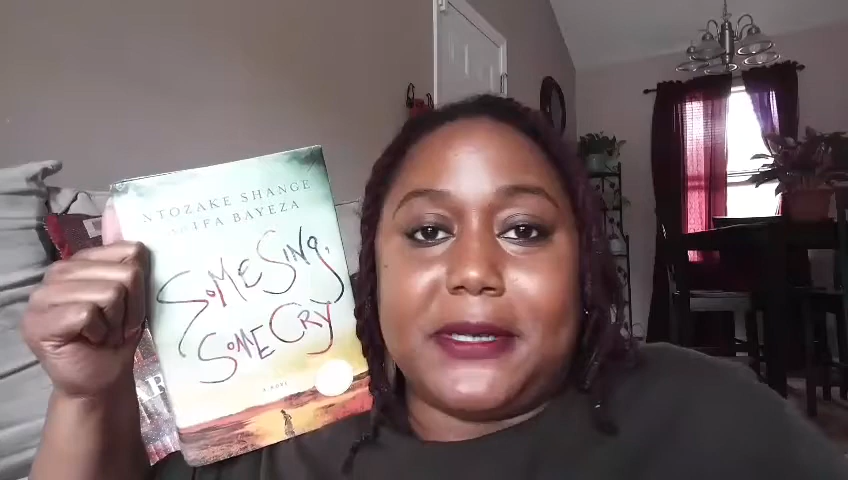 NTOZAKE SHANGE
IFA BAYEZA
SOME SING,
SOME CRY
A NOVEL